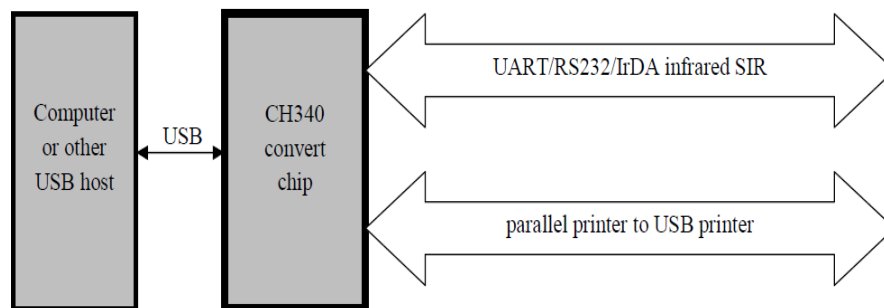 Computer
or other
USB host
USB
CH340
convert
chip
UART/RS232/IrDA infrared SIR
parallel printer to USB printer